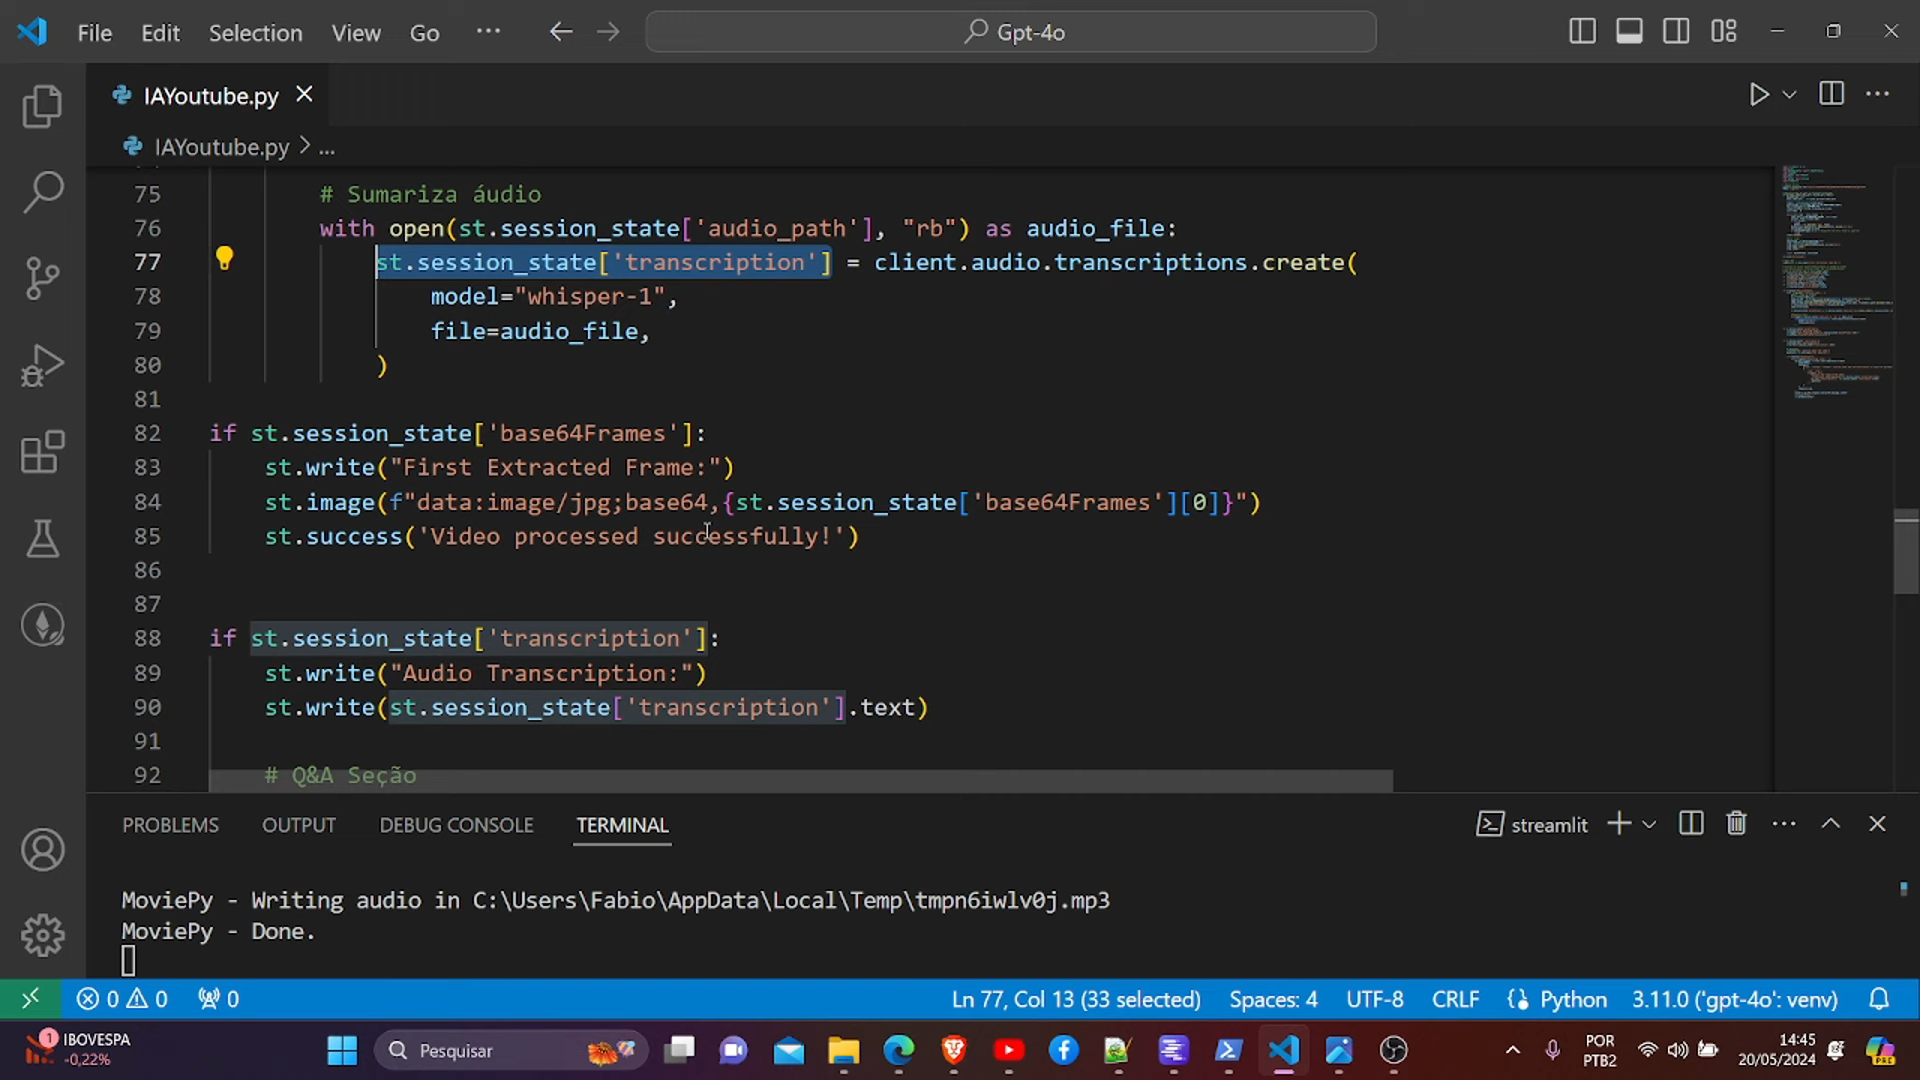 File Edit Selection View Go ··· Gpt-4o
IAYoutube.py
IAYoutube.py > ...
75 # Sumariza áudio
76 with open(st.session_state['audio_path'], "rb") as audio_file:
77 st.session_state['transcription'] = client.audio.transcriptions.create(
78 model="whisper-1",
79 file=audio_file,
80 )
81
82 if st.session_state['base64Frames']:
83 st.write("First Extracted Frame:")
84 st.image(f"data:image/jpg;base64,{st.session_state['base64Frames'][0]}")
85 st.success('Video processed successfully!')
86
87
88 if st.session_state['transcription']:
89 st.write("Audio Transcription:")
90 st.write(st.session_state['transcription'].text)
91
92 # Q&A Seção
PROBLEMS OUTPUT DEBUG CONSOLE TERMINAL streamlit
MoviePy - Writing audio in C:\Users\Fabio\AppData\Local\Temp\tmpn6iwlv0j.mp3
MoviePy - Done.
0 0 0 Ln 77, Col 13 (33 selected) Spaces: 4 UTF-8 CRLF Python 3.11.0 ('gpt-4o': venv)
1 IBOVESPA
-0,22%
Pesquisar
POR
PTB2
14:45
20/05/2024
PRE